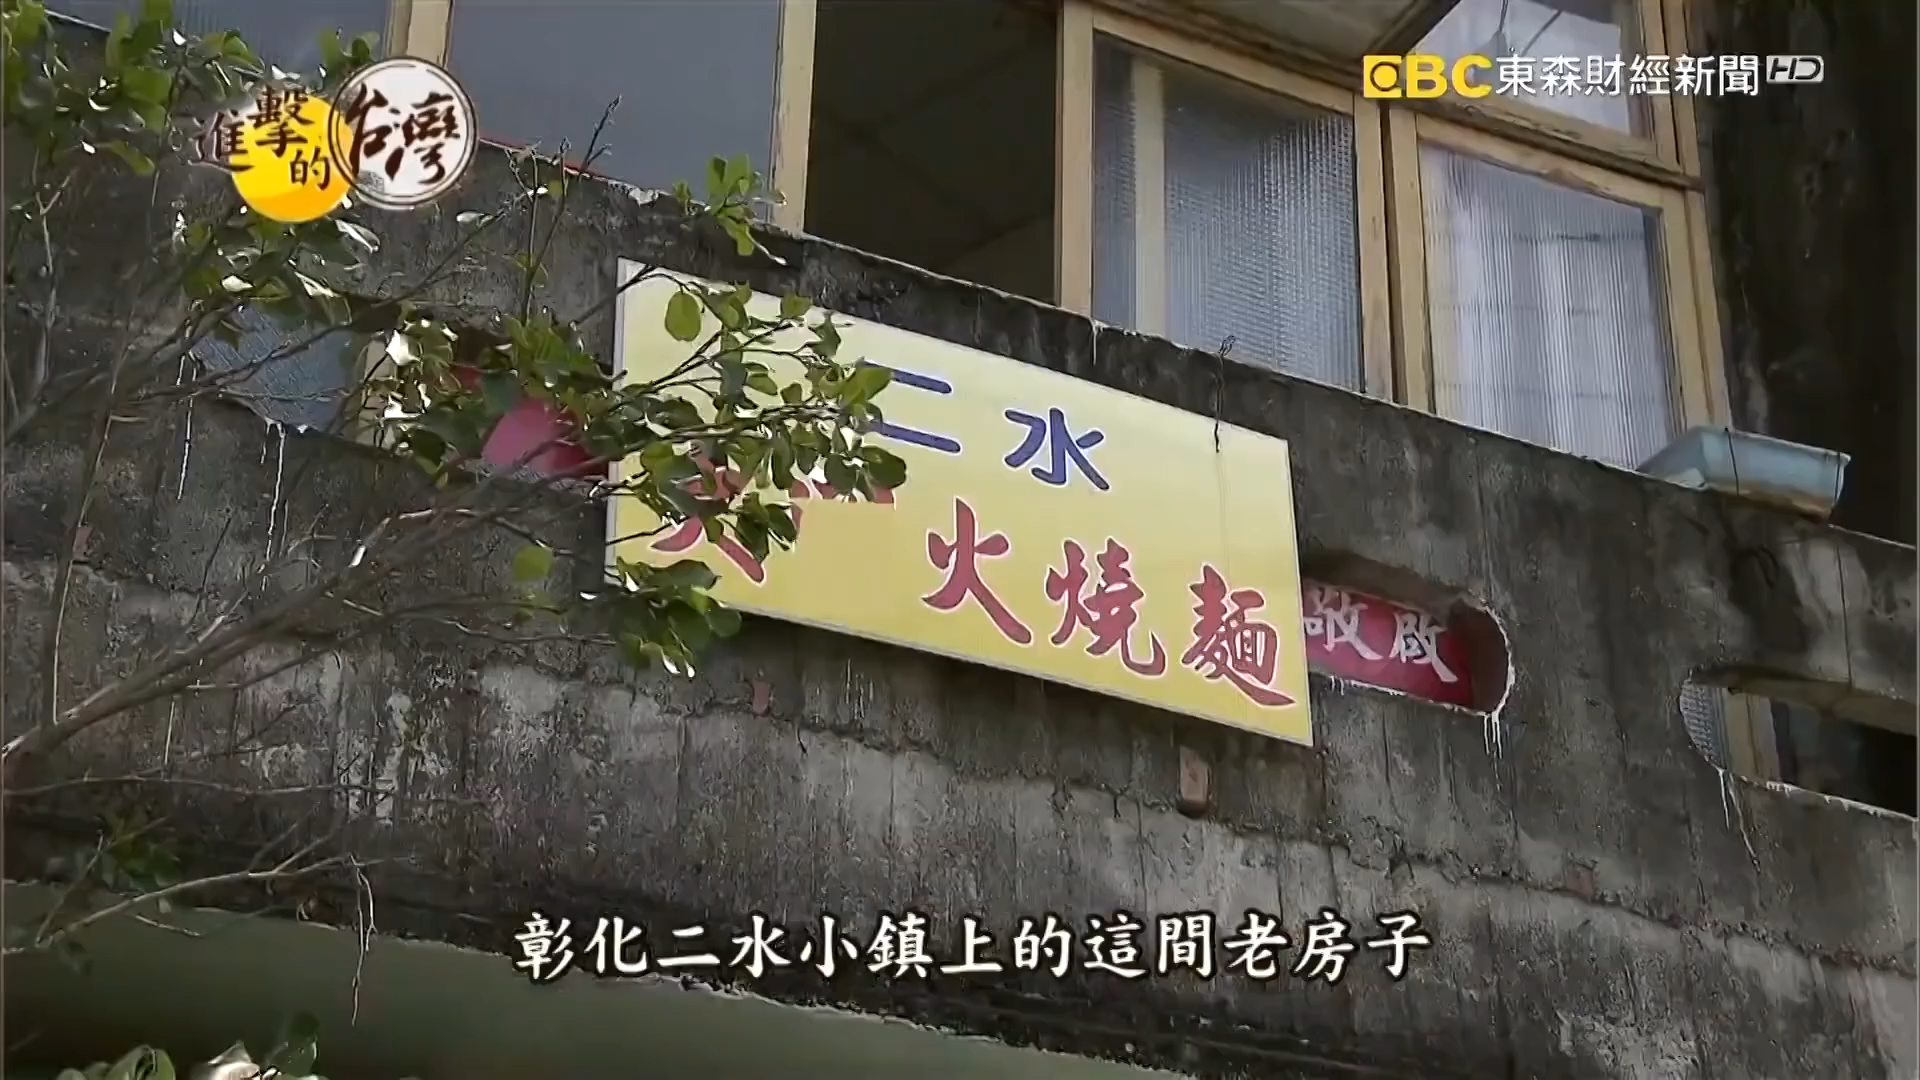 進擊的台灣
EBC東森財經新聞HD
二水
火燒麵
敬啟
彰化二水小鎮上的這間老房子